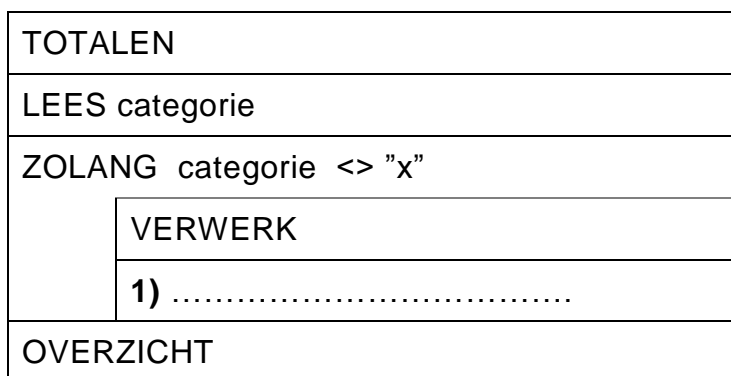 TOTALEN
LEES categorie
ZOLANG categorie <> ”x”
VERWERK
1) .....................................
OVERZICHT